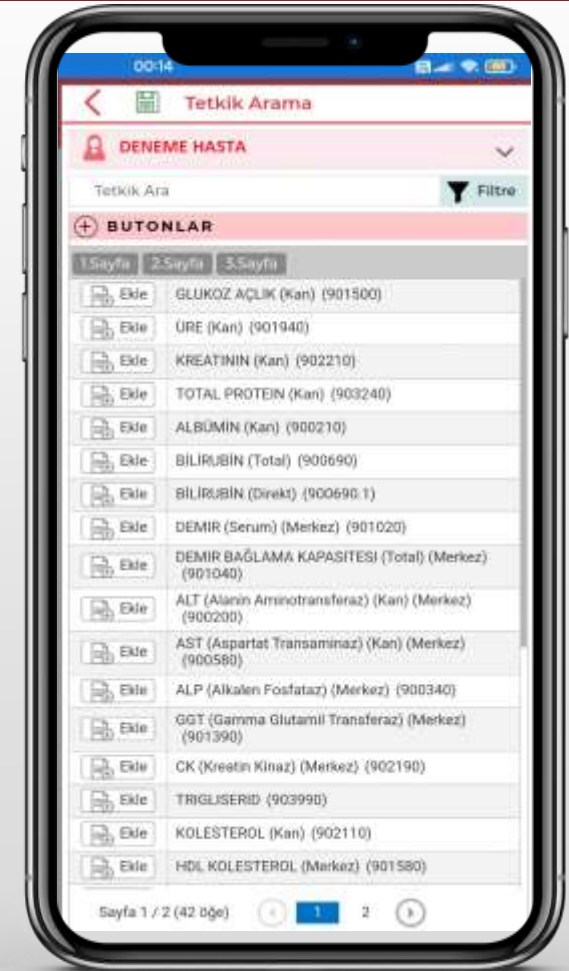 00:14
Tetkik Arama
DENEME HASTA
Tetkik Ara
Filtre
BUTONLAR
1.Sayfa 2.Sayfa 3.Sayfa
Ekle GLUKOZ AÇLIK (Kan) (901500)
Ekle ÜRE (Kan) (901940)
Ekle KREATININ (Kan) (902210)
Ekle TOTAL PROTEIN (Kan) (903240)
Ekle ALBÜMİN (Kan) (900210)
Ekle BİLİRUBİN (Total) (900690)
Ekle BİLİRUBİN (Direkt) (900690.1)
Ekle DEMIR (Serum) (Merkez) (901020)
Ekle DEMIR BAĞLAMA KAPASITESI (Total) (Merkez)
(901040)
Ekle ALT (Alanin Aminotransferaz) (Kan) (Merkez)
(900200)
Ekle AST (Aspartat Transaminaz) (Kan) (Merkez)
(900580)
Ekle ALP (Alkalen Fosfataz) (Merkez) (900340)
Ekle GGT (Gamma Glutamil Transferaz) (Merkez)
(901390)
Ekle CK (Kreatin Kinaz) (Merkez) (902190)
Ekle TRIGLISERID (903990)
Ekle KOLESTEROL (Kan) (902110)
Ekle HDL KOLESTEROL (Merkez) (901580)
Sayfa 1 / 2 (42 öğe) 1 2